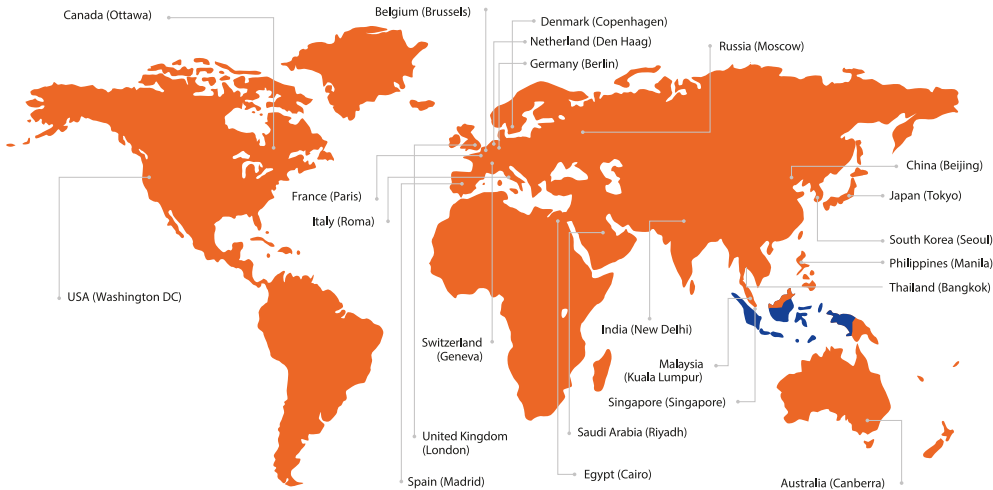 Belgium (Brussels)
Canada (Ottawa)
Denmark (Copenhagen)
Netherland (Den Haag)
Russia (Moscow)
Germany (Berlin)
China (Beijing)
France (Paris)
Japan (Tokyo)
Italy (Roma)
South Korea (Seoul)
Philippines (Manila)
Thailand (Bangkok)
USA (Washington DC)
India (New Delhi)
Switzerland
(Geneva)
Malaysia
(Kuala Lumpur)
Singapore (Singapore)
United Kingdom
(London)
Saudi Arabia (Riyadh)
Egypt (Cairo)
Spain (Madrid)
Australia (Canberra)